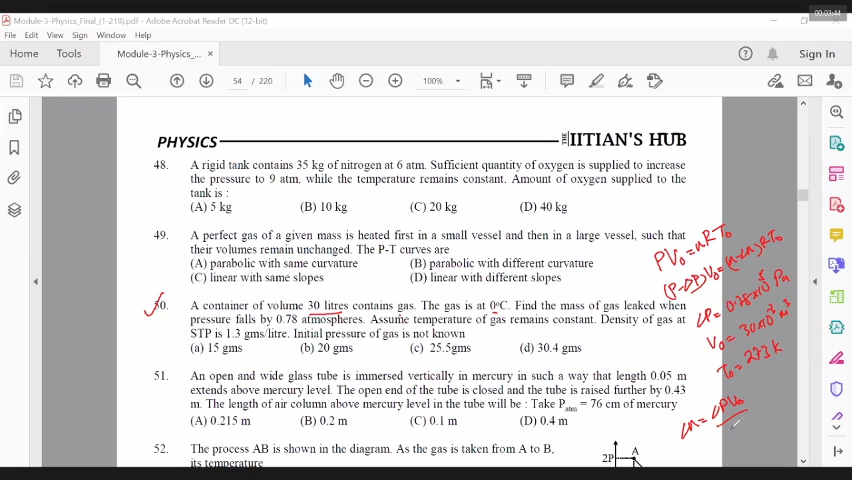 00:03:44
Module-3-Physics_Final_(1-218).pdf - Adobe Acrobat Reader DC (32-bit)
File Edit View Sign Window Help
Home Tools Module-3-Physics_... × Sign In
54 / 220 100%
PHYSICS THE IITIAN'S HUB
48. A rigid tank contains 35 kg of nitrogen at 6 atm. Sufficient quantity of oxygen is supplied to increase
the pressure to 9 atm, while the temperature remains constant. Amount of oxygen supplied to the
tank is :
(A) 5 kg (B) 10 kg (C) 20 kg (D) 40 kg
49. A perfect gas of a given mass is heated first in a small vessel and then in a large vessel, such that
their volumes remain unchanged. The P-T curves are
(A) parabolic with same curvature (B) parabolic with different curvature
(C) linear with same slopes (D) linear with different slopes
50. A container of volume 30 litres contains gas. The gas is at 0°C. Find the mass of gas leaked when
pressure falls by 0.78 atmospheres. Assume temperature of gas remains constant. Density of gas at
STP is 1.3 gms/litre. Initial pressure of gas is not known
(a) 15 gms (b) 20 gms (c) 25.5gms (d) 30.4 gms
PV₀ = nRT₀
(P-ΔP)V₀ = (n-Δn)RT₀
ΔP = 0.78×10⁵ Pa
V₀ = 30×10⁻³ m³
T₀ = 273 K
Δn = ΔPV₀
51. An open and wide glass tube is immersed vertically in mercury in such a way that length 0.05 m
extends above mercury level. The open end of the tube is closed and the tube is raised further by 0.43
m. The length of air column above mercury level in the tube will be : Take P_atm = 76 cm of mercury
(A) 0.215 m (B) 0.2 m (C) 0.1 m (D) 0.4 m
52. The process AB is shown in the diagram. As the gas is taken from A to B,
its temperature
2P A